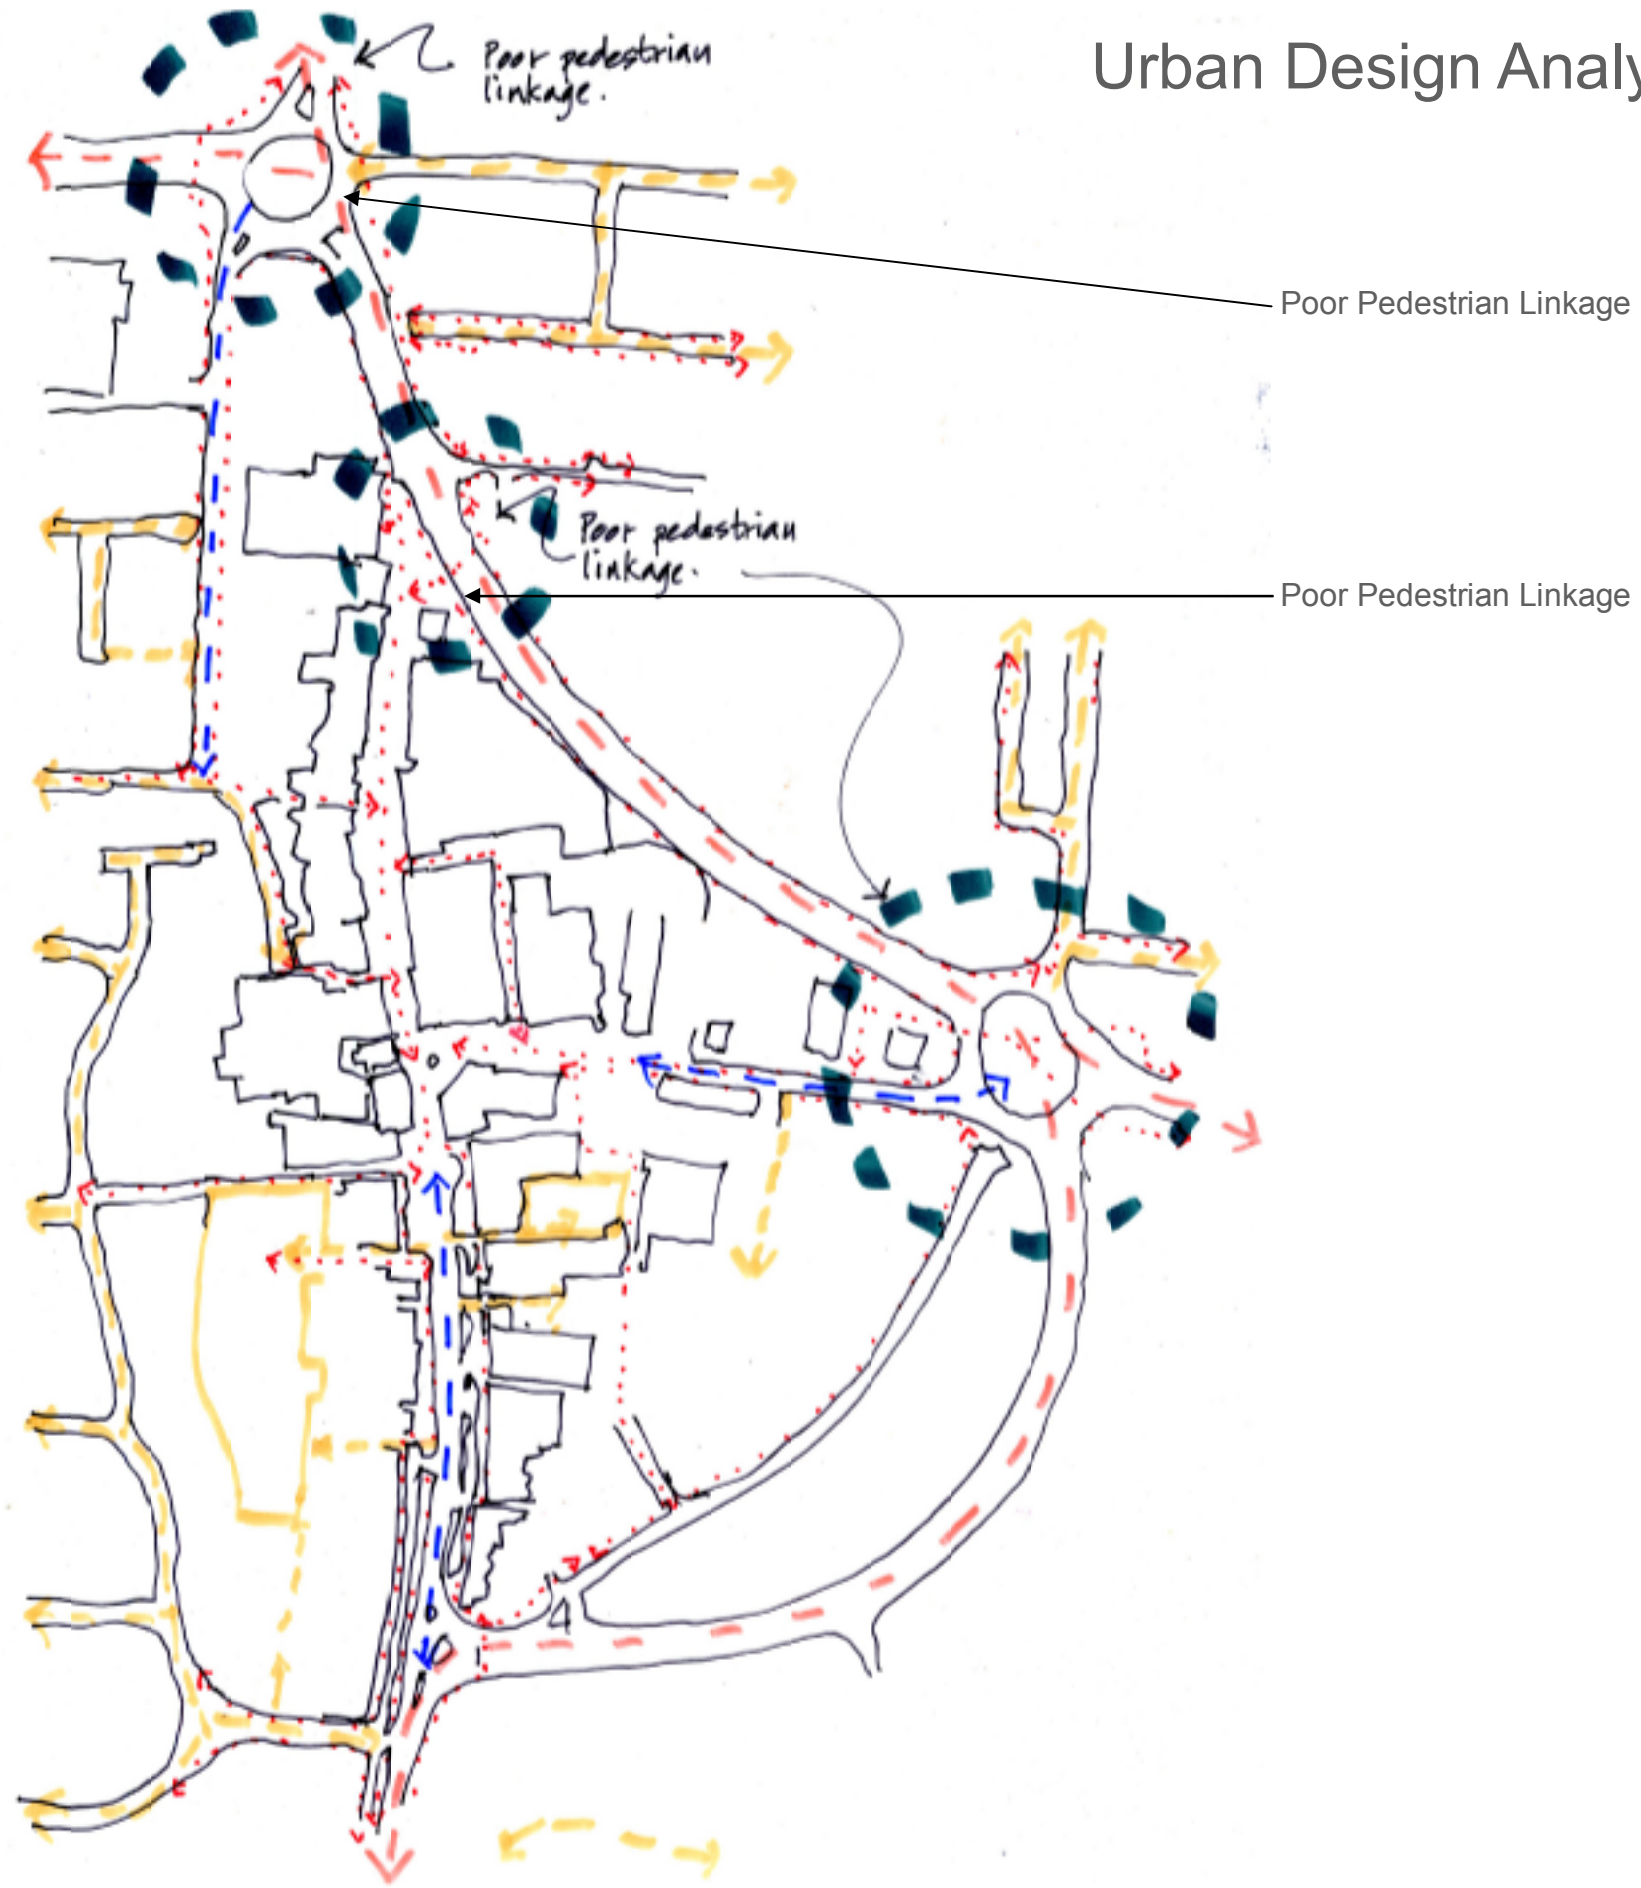 Urban Design Analy
Poor pedestrian
linkage.
Poor Pedestrian Linkage
Poor pedestrian
linkage.
Poor Pedestrian Linkage